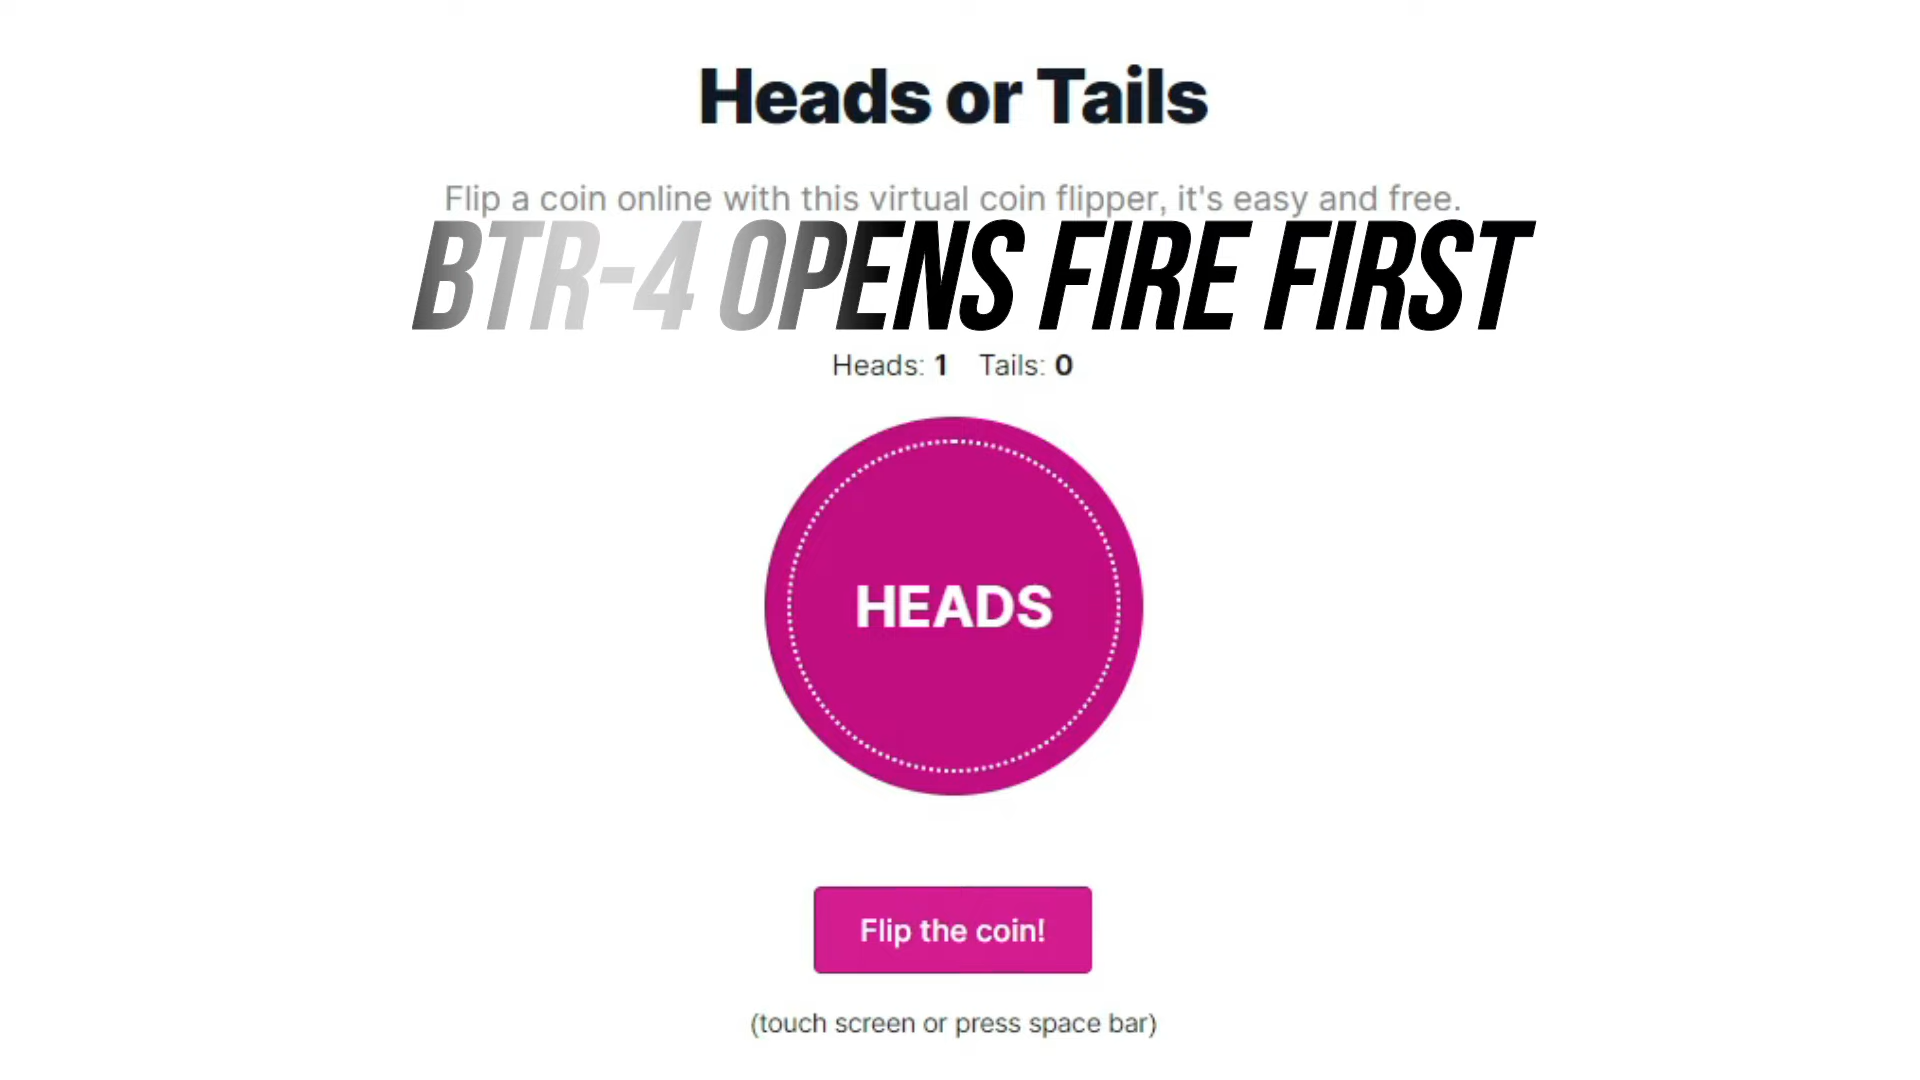 Heads or Tails
Flip a coin online with this virtual coin flipper, it's easy and free.
BTR-4 OPENS FIRE FIRST
Heads: 1 Tails: 0
HEADS
Flip the coin!
(touch screen or press space bar)